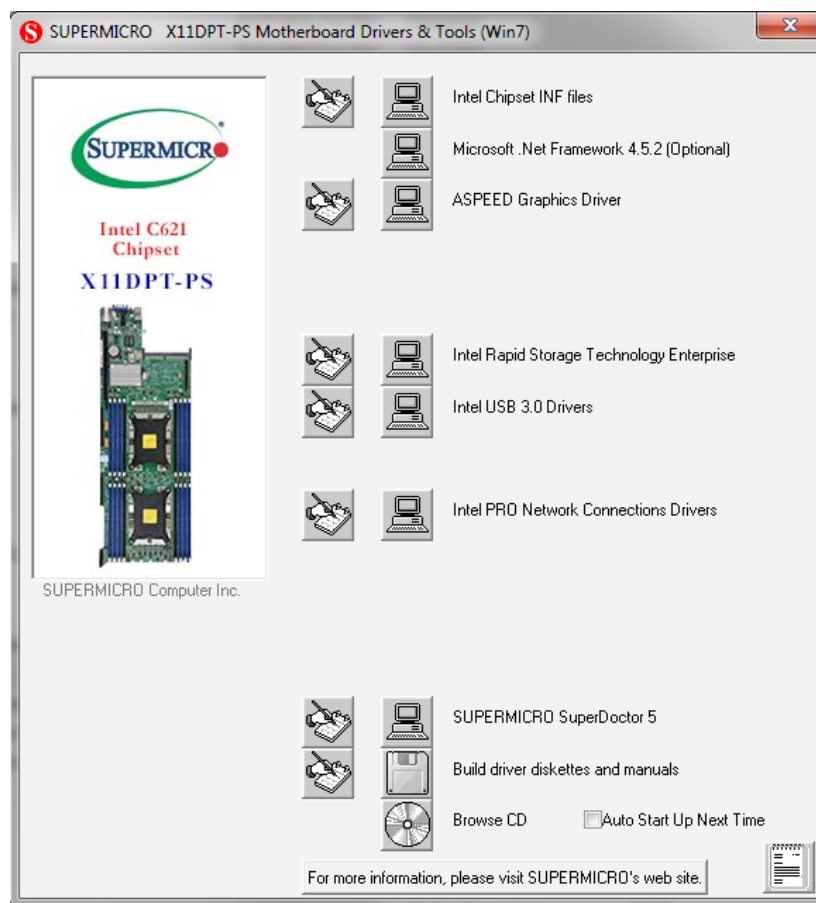 SUPERMICRO X11DPT-PS Motherboard Drivers & Tools (Win7)
SUPERMICRO
Intel C621
Chipset
X11DPT-PS
SUPERMICRO Computer Inc.
Intel Chipset INF files
Microsoft .Net Framework 4.5.2 (Optional)
ASPEED Graphics Driver
Intel Rapid Storage Technology Enterprise
Intel USB 3.0 Drivers
Intel PRO Network Connections Drivers
SUPERMICRO SuperDoctor 5
Build driver diskettes and manuals
Browse CD
Auto Start Up Next Time
For more information, please visit SUPERMICRO's web site.